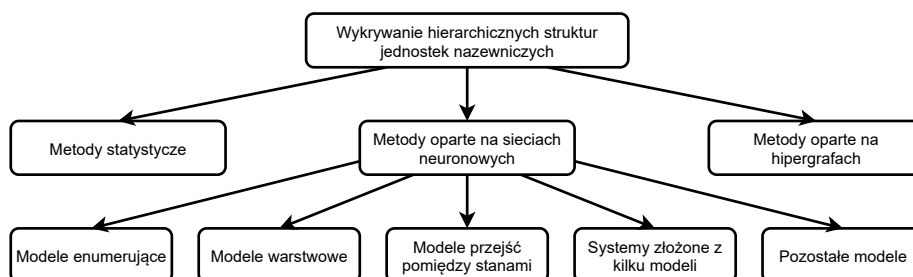 Wykrywanie hierarchicznych struktur
jednostek nazewniczych
Metody statystycze
Metody oparte na sieciach
neuronowych
Metody oparte na
hipergrafach
Modele enumerujące
Modele warstwowe
Modele przejść
pomiędzy stanami
Systemy złożone z
kilku modeli
Pozostałe modele